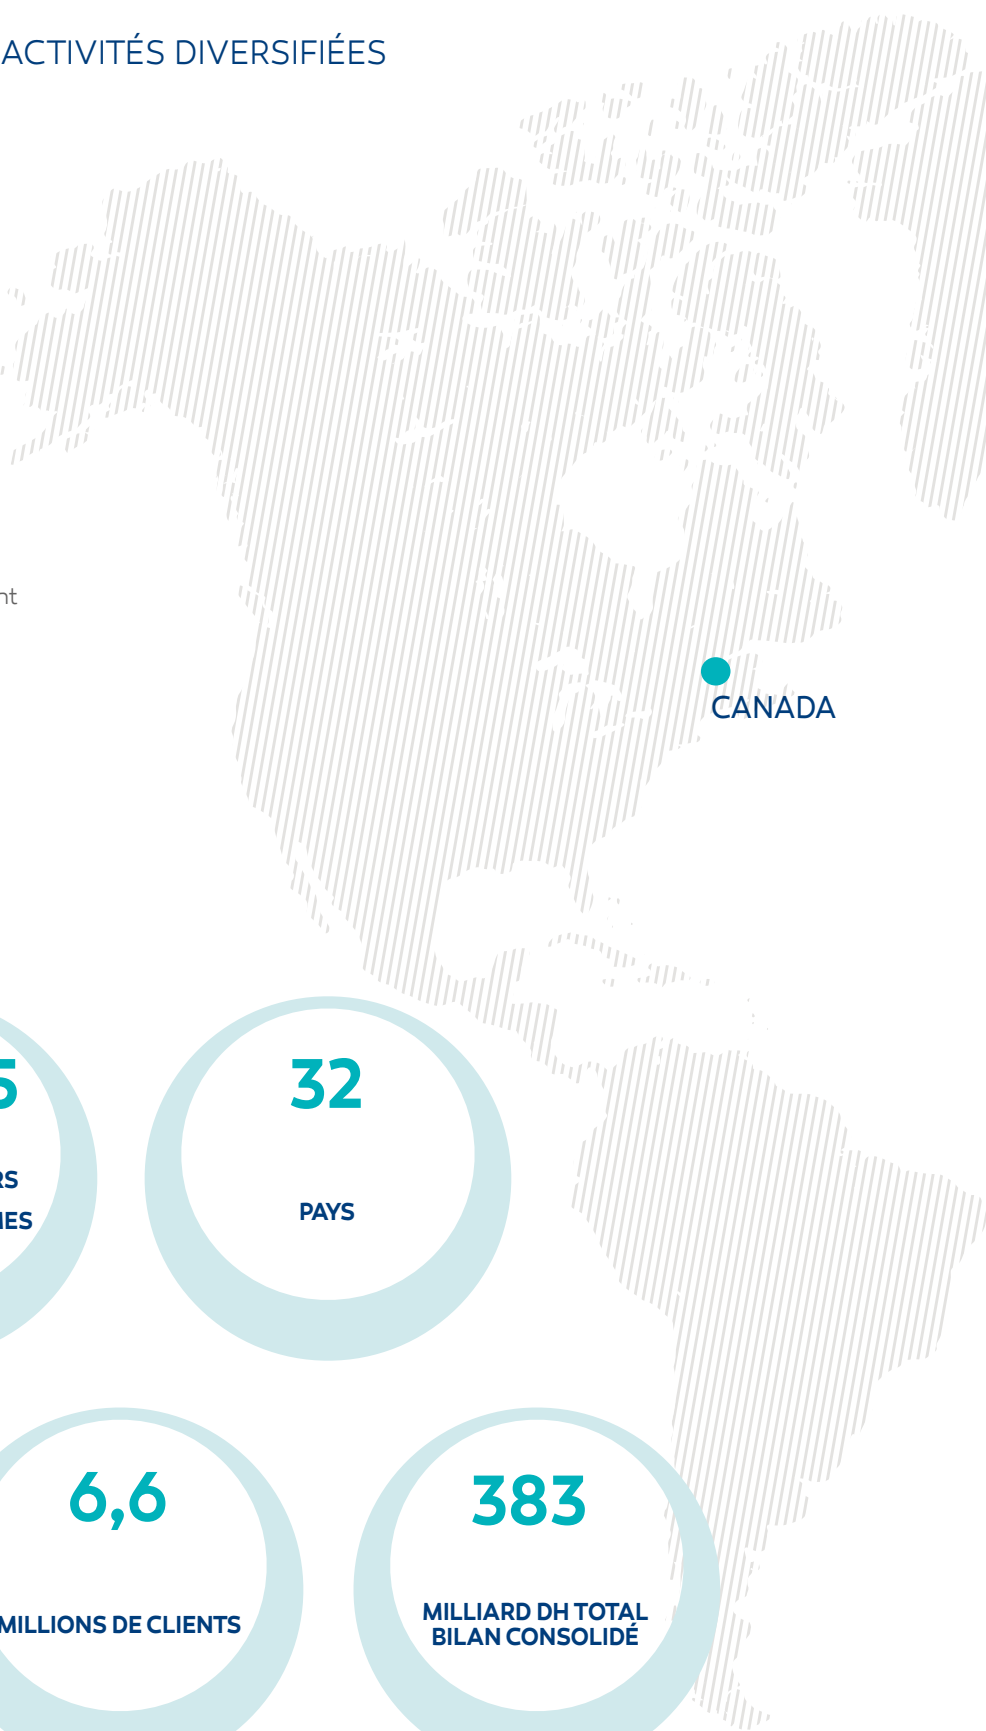 ACTIVITÉS DIVERSIFIÉES
CANADA
32
PAYS
6,6
MILLIONS DE CLIENTS
383
MILLIARD DH TOTAL
BILAN CONSOLIDÉ